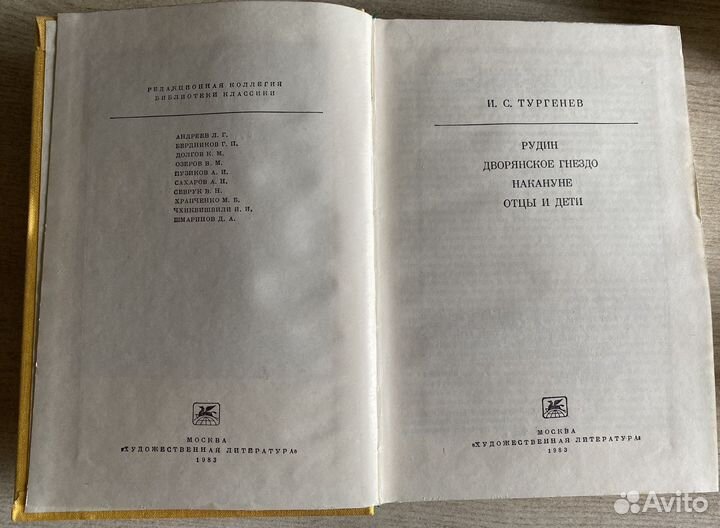 РЕДАКЦИОННАЯ КОЛЛЕГИЯ
БИБЛИОТЕКИ КЛАССИКИ
АНДРЕЕВ Л. Г.
БЕРДНИКОВ Г. П.
ДОЛГОВ К. М.
ОЗЕРОВ В. М.
ПУЗИКОВ А. И.
САХАРОВ А. Н.
СЕВРУК В. Н.
ХРАПЧЕНКО М. Б.
ЧХИКВИШВИЛИ И. И.
ШМАРИНОВ Д. А.
МОСКВА
«ХУДОЖЕСТВЕННАЯ ЛИТЕРАТУРА»
1983
И. С. ТУРГЕНЕВ
РУДИН
ДВОРЯНСКОЕ ГНЕЗДО
НАКАНУНЕ
ОТЦЫ И ДЕТИ
МОСКВА
«ХУДОЖЕСТВЕННАЯ ЛИТЕРАТУРА»
1983
Avito